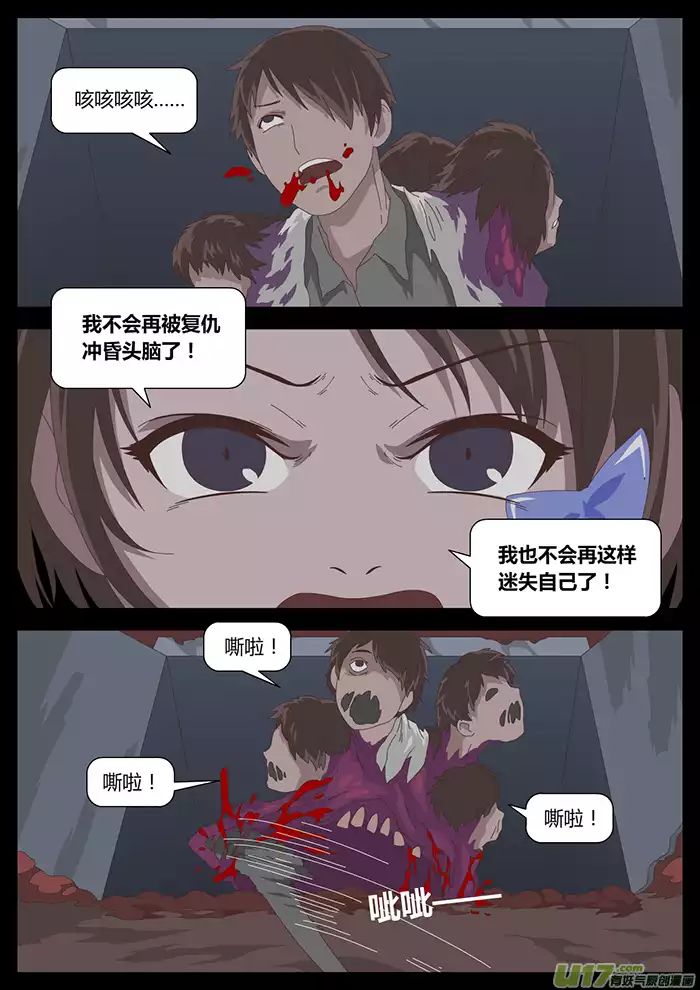 咳咳咳咳……
我不会再被复仇
冲昏头脑了！
我也不会再这样
迷失自己了！
嘶啦！
嘶啦！
嘶啦！
呲呲——
U17.com
有妖气原创漫画